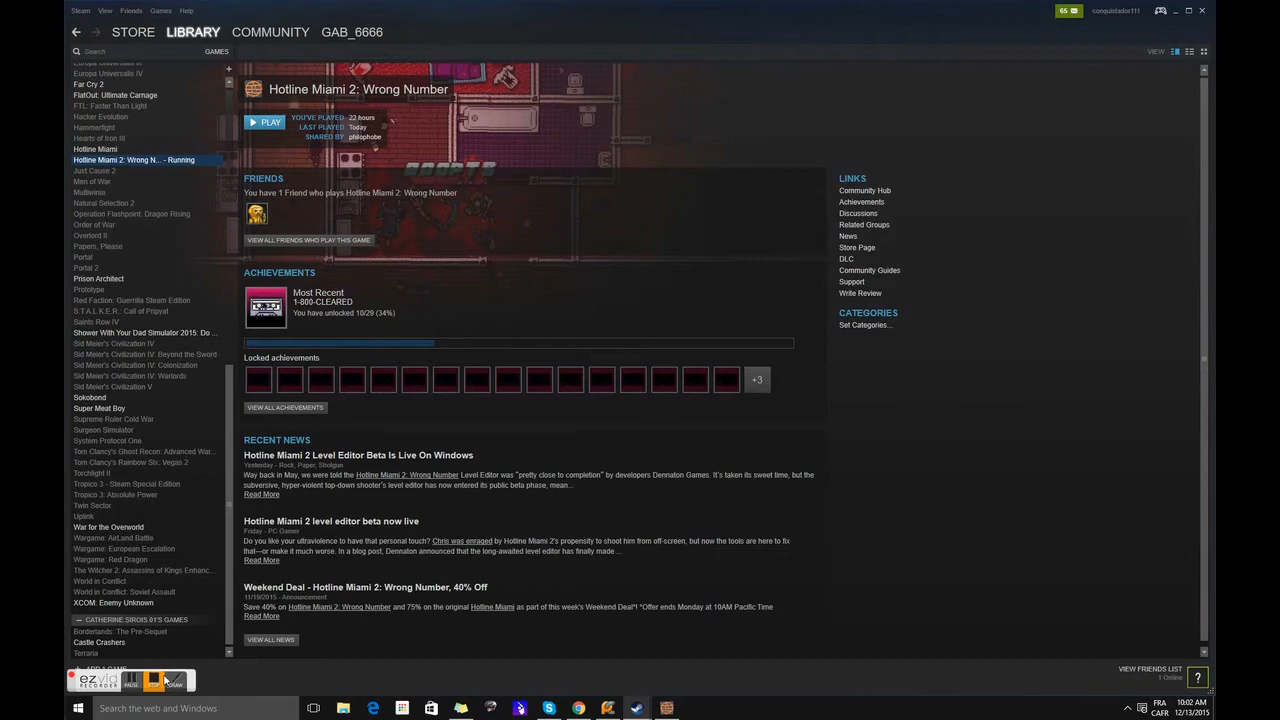 Steam View Friends Games Help
65 conquistador111
STORE LIBRARY COMMUNITY GAB_6666
Search GAMES
VIEW
Europa Universalis III
Europa Universalis IV
Far Cry 2
FlatOut: Ultimate Carnage
FTL: Faster Than Light
Hacker Evolution
Hammerfight
Hearts of Iron III
Hotline Miami
Hotline Miami 2: Wrong N... - Running
Just Cause 2
Men of War
Multiwinia
Natural Selection 2
Operation Flashpoint: Dragon Rising
Order of War
Overlord II
Papers, Please
Portal
Portal 2
Prison Architect
Prototype
Red Faction: Guerrilla Steam Edition
S.T.A.L.K.E.R.: Call of Pripyat
Saints Row IV
Shower With Your Dad Simulator 2015: Do ...
Sid Meier's Civilization IV
Sid Meier's Civilization IV: Beyond the Sword
Sid Meier's Civilization IV: Colonization
Sid Meier's Civilization IV: Warlords
Sid Meier's Civilization V
Sokobond
Super Meat Boy
Supreme Ruler Cold War
Surgeon Simulator
System Protocol One
Tom Clancy's Ghost Recon: Advanced War...
Tom Clancy's Rainbow Six: Vegas 2
Torchlight II
Tropico 3 - Steam Special Edition
Tropico 3: Absolute Power
Twin Sector
Uplink
War for the Overworld
Wargame: AirLand Battle
Wargame: European Escalation
Wargame: Red Dragon
The Witcher 2: Assassins of Kings Enhanc...
World in Conflict
World in Conflict: Soviet Assault
XCOM: Enemy Unknown
CATHERINE.SIROIS 01'S GAMES
Borderlands: The Pre-Sequel
Castle Crashers
Terraria
ADD A GAME...
Hotline Miami 2: Wrong Number
PLAY
YOU'VE PLAYED 22 hours
LAST PLAYED Today
SHARED BY philophobe
FRIENDS
You have 1 Friend who plays Hotline Miami 2: Wrong Number
VIEW ALL FRIENDS WHO PLAY THIS GAME
ACHIEVEMENTS
Most Recent
1-800-CLEARED
You have unlocked 10/29 (34%)
Locked achievements
+3
VIEW ALL ACHIEVEMENTS
RECENT NEWS
Hotline Miami 2 Level Editor Beta Is Live On Windows
Yesterday - Rock, Paper, Shotgun
Way back in May, we were told the Hotline Miami 2: Wrong Number Level Editor was "pretty close to completion" by developers Dennaton Games. It's taken its sweet time, but the
subversive, hyper-violent top-down shooter's level editor has now entered its public beta phase, mean...
Read More
Hotline Miami 2 level editor beta now live
Friday - PC Gamer
Do you like your ultraviolence to have that personal touch? Chris was enraged by Hotline Miami 2's propensity to shoot him from off-screen, but now the tools are here to fix
that—or make it much worse. In a blog post, Dennaton announced that the long-awaited level editor has finally made ...
Read More
Weekend Deal - Hotline Miami 2: Wrong Number, 40% Off
11/19/2015 - Announcement
Save 40% on Hotline Miami 2: Wrong Number and 75% on the original Hotline Miami as part of this week's Weekend Deal*! *Offer ends Monday at 10AM Pacific Time
Read More
VIEW ALL NEWS
LINKS
Community Hub
Achievements
Discussions
Related Groups
News
Store Page
DLC
Community Guides
Support
Write Review
CATEGORIES
Set Categories...
ezvid
RECORDER
PAUSE STOP DRAW
VIEW FRIENDS LIST
1 Online
?
Search the web and Windows
FRA
CAFR
10:02 AM
12/13/2015